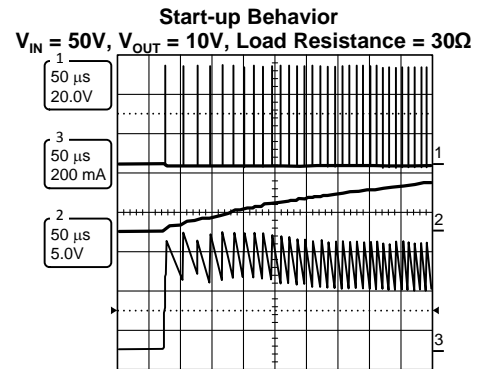 Start-up Behavior
V_IN = 50V, V_OUT = 10V, Load Resistance = 30Ω
1
50 μs
20.0V
3
50 μs
200 mA
2
50 μs
5.0V
1
2
3